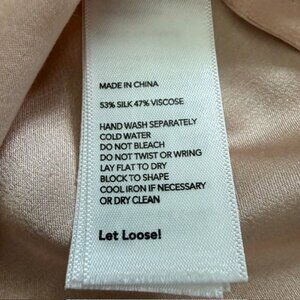 MADE IN CHINA
53% SILK 47% VISCOSE
HAND WASH SEPARATELY
COLD WATER
DO NOT BLEACH
DO NOT TWIST OR WRING
LAY FLAT TO DRY
BLOCK TO SHAPE
COOL IRON IF NECESSARY
OR DRY CLEAN
Let Loose!